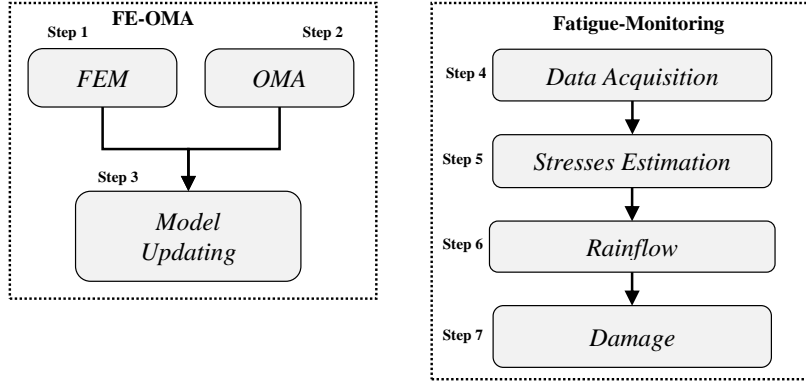 FE-OMA
Step 1
Step 2
FEM
OMA
Step 3
Model
Updating
Fatigue-Monitoring
Step 4
Data Acquisition
Step 5
Stresses Estimation
Step 6
Rainflow
Step 7
Damage